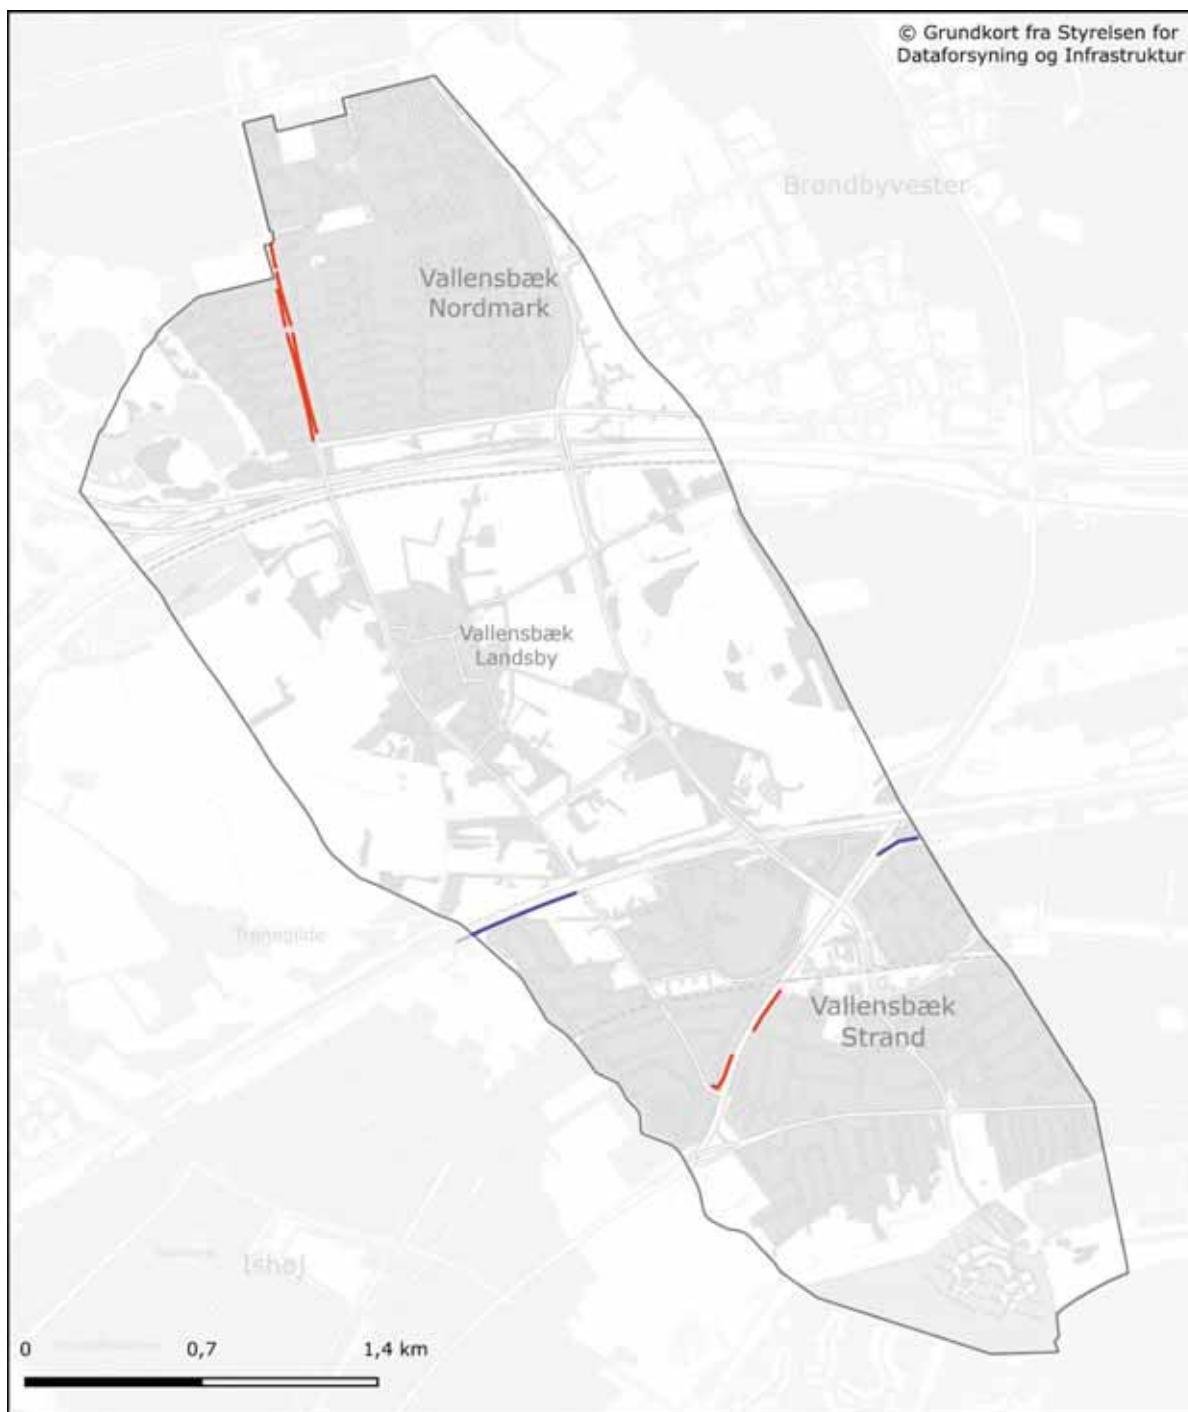 © Grundkort fra Styrelsen for
Dataforsyning og Infrastruktur
Brøndbyvester
Vallensbæk
Nordmark
Vallensbæk
Landsby
Tranegilde
Vallensbæk
Strand
Ishøj
0 0,7 1,4 km